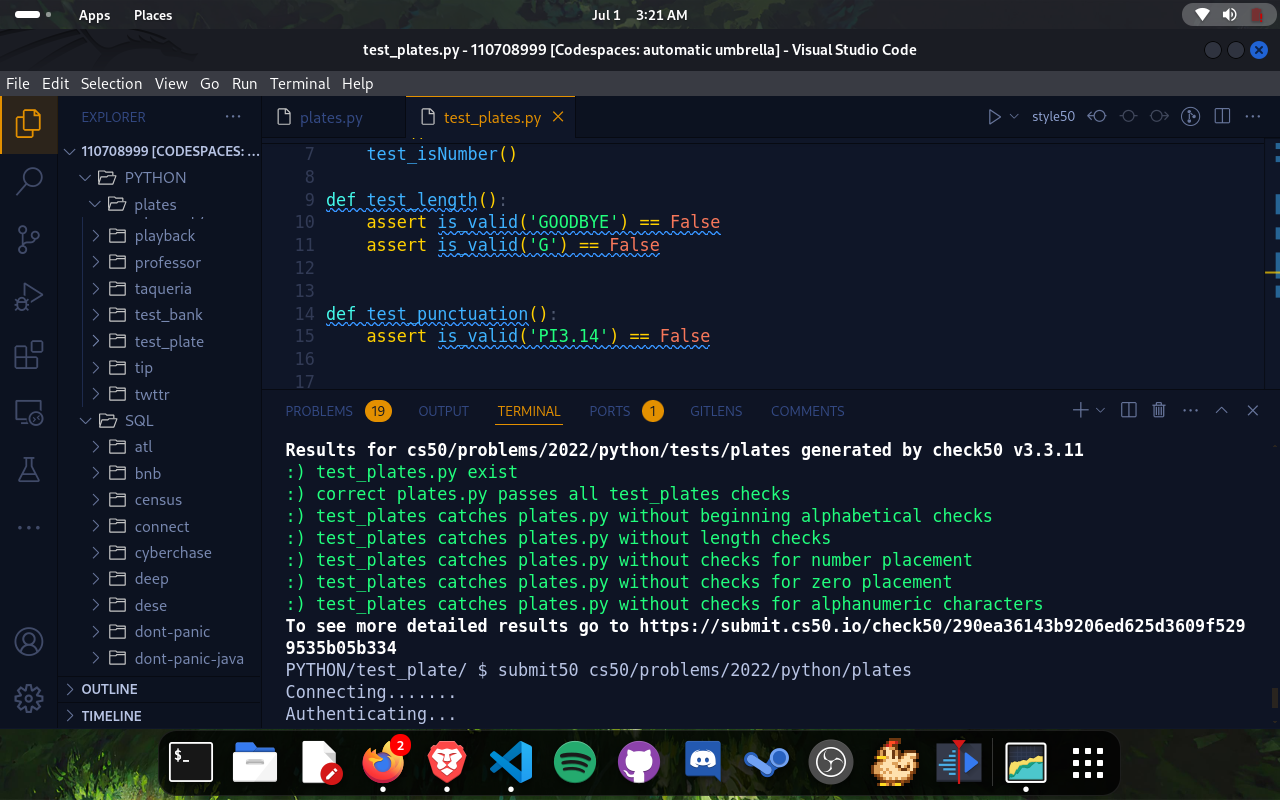 Apps Places Jul 1 3:21 AM
test_plates.py - 110708999 [Codespaces: automatic umbrella] - Visual Studio Code
File Edit Selection View Go Run Terminal Help
EXPLORER ...
plates.py test_plates.py style50
110708999 [CODESPACES: ...
PYTHON
plates
playback
professor
taqueria
test_bank
test_plate
tip
twttr
SQL
atl
bnb
census
connect
cyberchase
deep
dese
dont-panic
dont-panic-java
OUTLINE
TIMELINE
7 test_isNumber()
8
9 def test_length():
10 assert is_valid('GOODBYE') == False
11 assert is_valid('G') == False
12
13
14 def test_punctuation():
15 assert is_valid('PI3.14') == False
16
17
PROBLEMS 19 OUTPUT TERMINAL PORTS 1 GITLENS COMMENTS
Results for cs50/problems/2022/python/tests/plates generated by check50 v3.3.11
:) test_plates.py exist
:) correct plates.py passes all test_plates checks
:) test_plates catches plates.py without beginning alphabetical checks
:) test_plates catches plates.py without length checks
:) test_plates catches plates.py without checks for number placement
:) test_plates catches plates.py without checks for zero placement
:) test_plates catches plates.py without checks for alphanumeric characters
To see more detailed results go to https://submit.cs50.io/check50/290ea36143b9206ed625d3609f529
9535b05b334
PYTHON/test_plate/ $ submit50 cs50/problems/2022/python/plates
Connecting.......
Authenticating...
$_
2